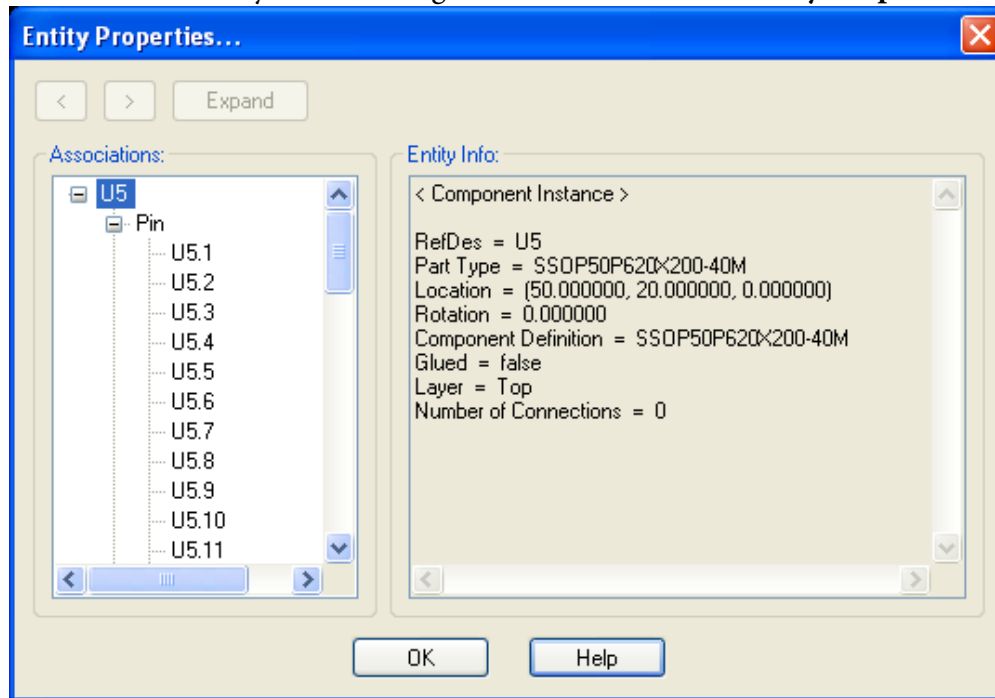 Entity Properties...
< > Expand
Associations:
U5
Pin
U5.1
U5.2
U5.3
U5.4
U5.5
U5.6
U5.7
U5.8
U5.9
U5.10
U5.11
Entity Info:
< Component Instance >
RefDes = U5
Part Type = SSOP50P620X200-40M
Location = (50.000000, 20.000000, 0.000000)
Rotation = 0.000000
Component Definition = SSOP50P620X200-40M
Glued = false
Layer = Top
Number of Connections = 0
OK Help